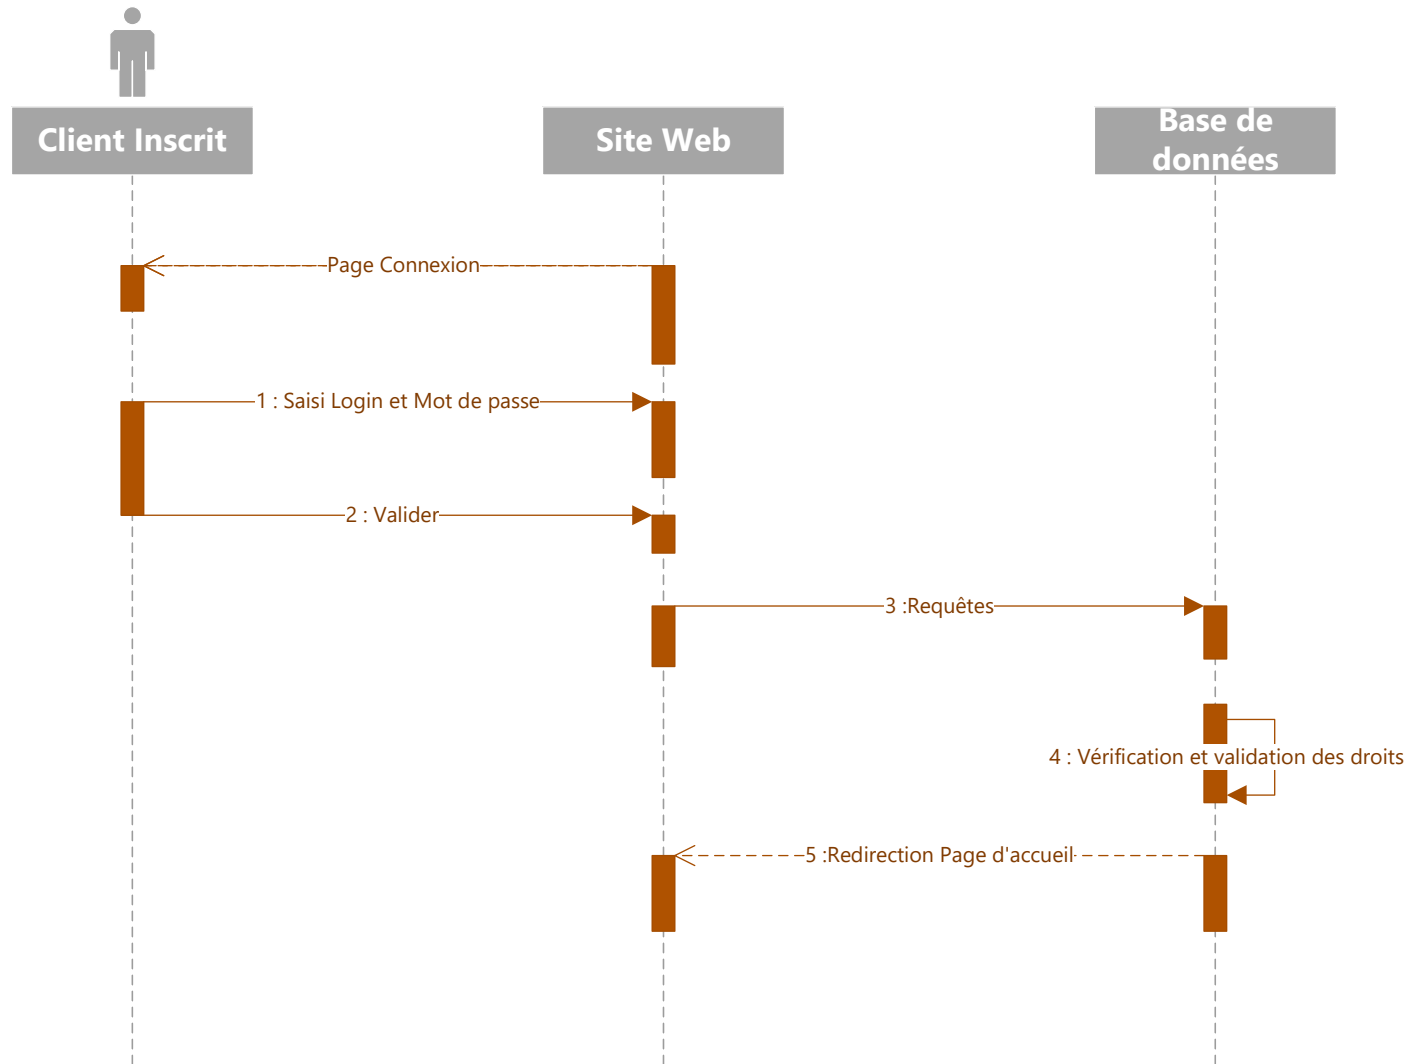 Client Inscrit
Site Web
Base de
données
Page Connexion
1 : Saisi Login et Mot de passe
2 : Valider
3 :Requêtes
4 : Vérification et validation des droits
5 :Redirection Page d'accueil